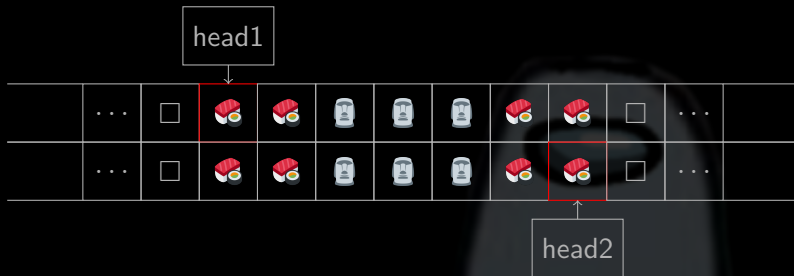 head1
... □ 🍣 🍣 🗿 🗿 🗿 🍣 🍣 □ ...
... □ 🍣 🍣 🗿 🗿 🗿 🍣 🍣 □ ...
head2